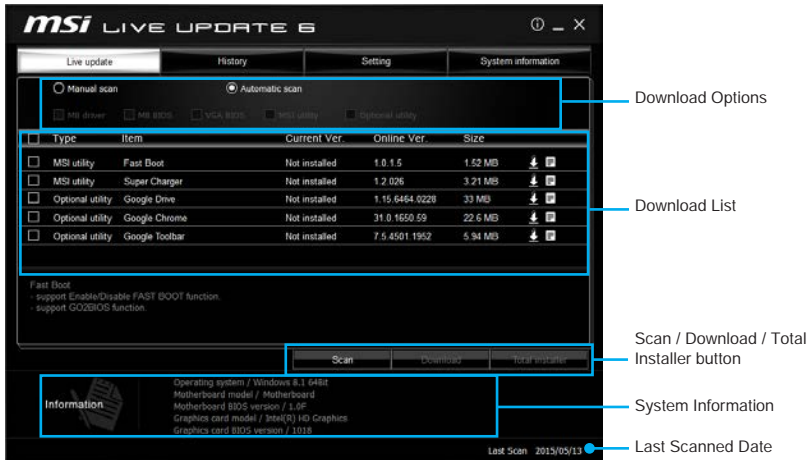 msi LIVE UPDATE 6
Live update History Setting System information
Manual scan Automatic scan
Download Options
MB driver MB BIOS VGA BIOS MSI utility Optional utility
Type Item Current Ver. Online Ver. Size
MSI utility Fast Boot Not installed 1.0.1.5 1.52 MB
MSI utility Super Charger Not installed 1.2.026 3.21 MB
Optional utility Google Drive Not installed 1.15.6464.0228 33 MB
Download List
Optional utility Google Chrome Not installed 31.0.1650.59 22.6 MB
Optional utility Google Toolbar Not installed 7.5.4501.1952 5.94 MB
Fast Boot
- support Enable/Disable FAST BOOT function.
- support GO2BIOS function.
Scan Download Total Installer
Scan / Download / Total
Installer button
Information
Operating system / Windows 8.1 64Bit
Motherboard model / Motherboard
Motherboard BIOS version / 1.0F
Graphics card model / Intel(R) HD Graphics
Graphics card BIOS version / 1018
System Information
Last Scan 2015/05/13
Last Scanned Date